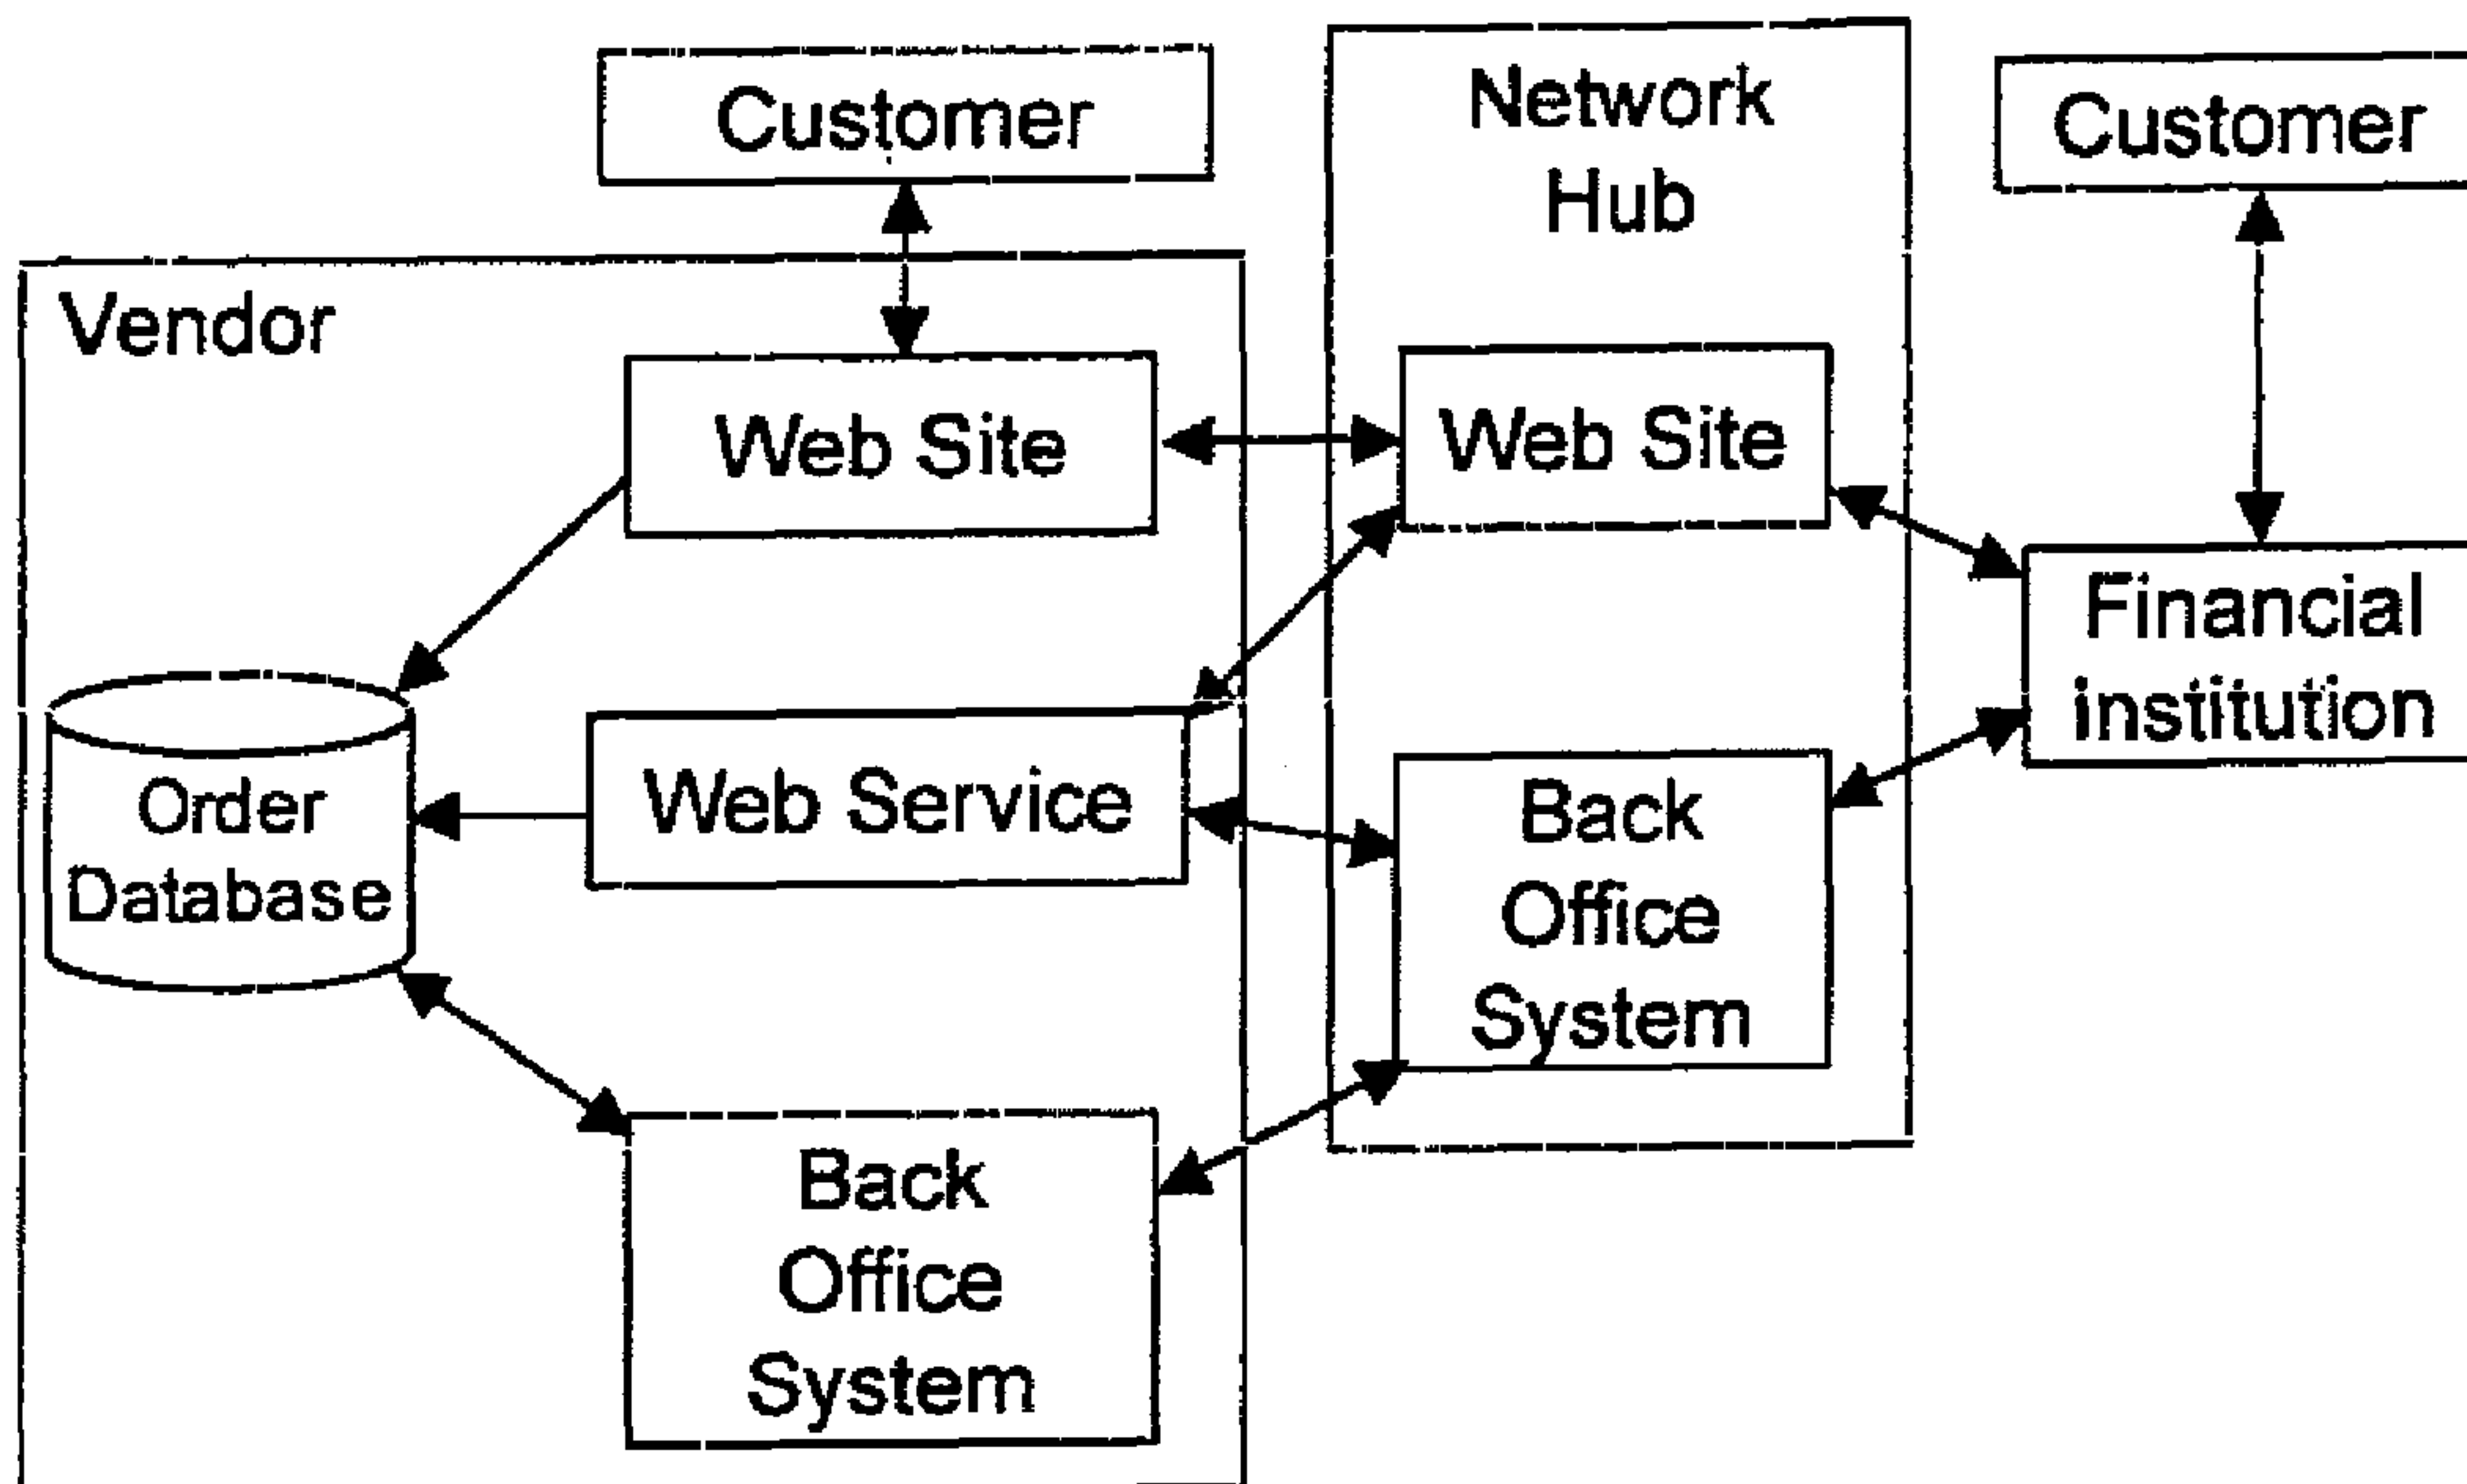 Customer
Network
Hub
Customer
Vendor
Web Site
Web Site
Financial
institution
Order
Database
Web Service
Back
Office
System
Back
Office
System